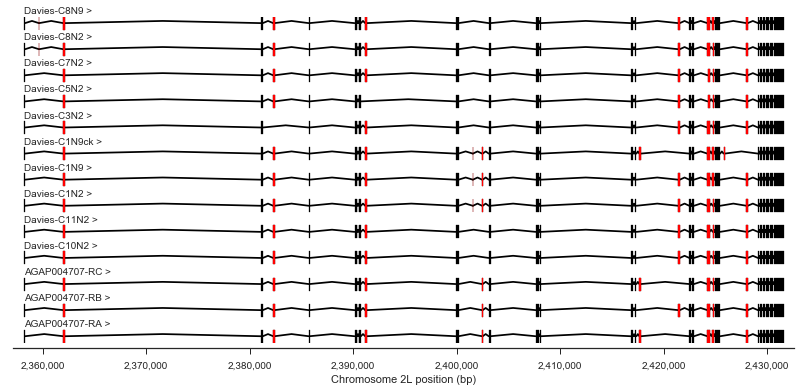 Davies-C8N9 >
Davies-C8N2 >
Davies-C7N2 >
Davies-C5N2 >
Davies-C3N2 >
Davies-C1N9ck >
Davies-C1N9 >
Davies-C1N2 >
Davies-C11N2 >
Davies-C10N2 >
AGAP004707-RC >
AGAP004707-RB >
AGAP004707-RA >
2,360,000 2,370,000 2,380,000 2,390,000 2,400,000 2,410,000 2,420,000 2,430,000
Chromosome 2L position (bp)